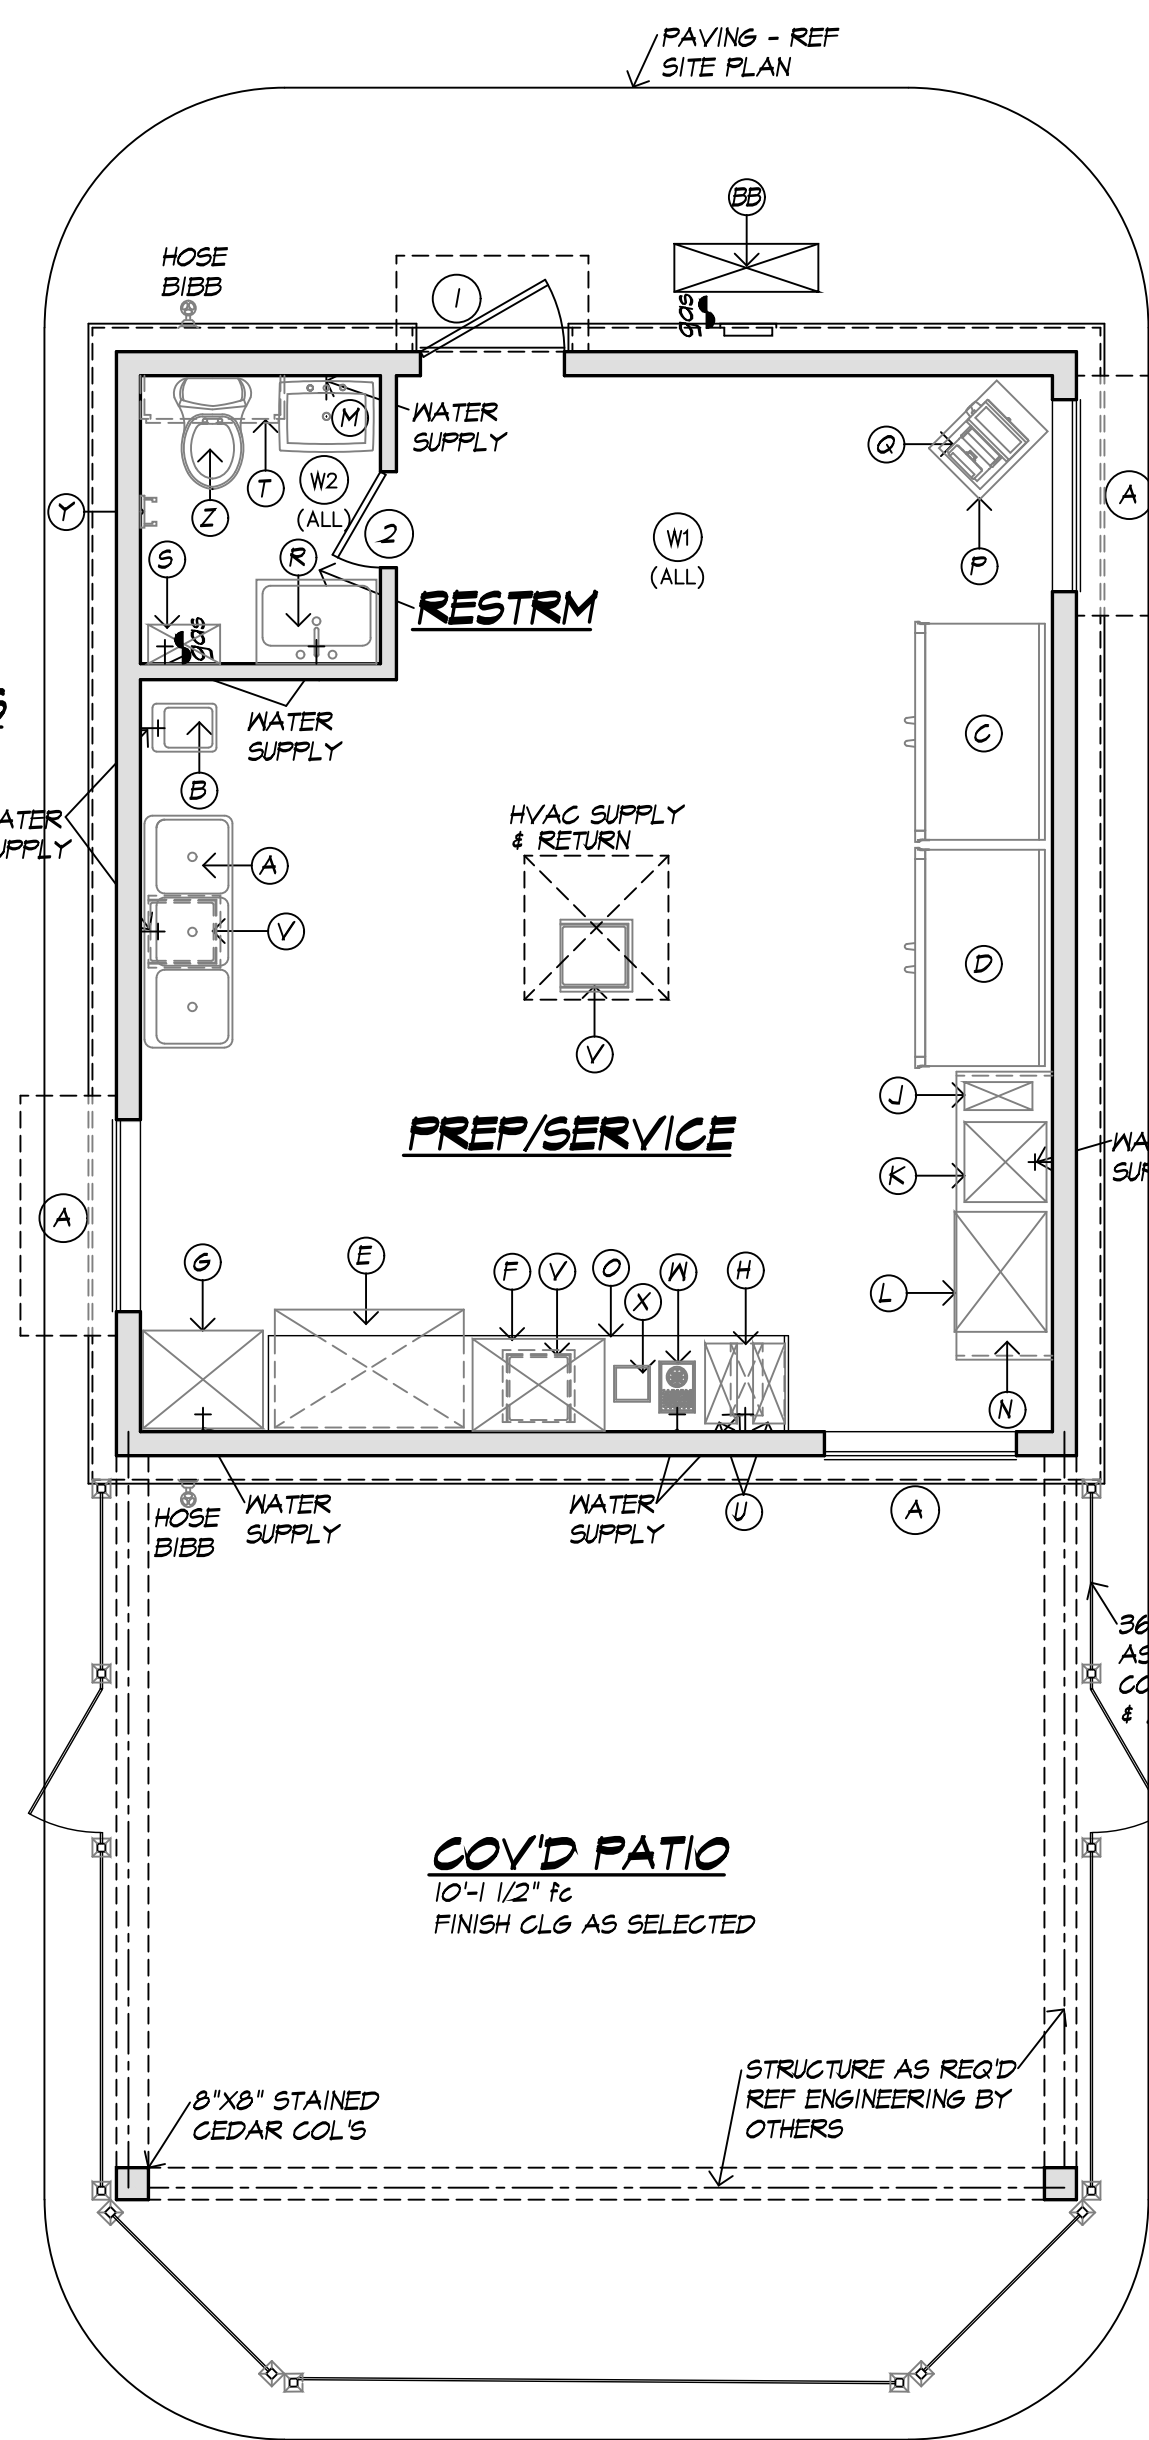 PAVING - REF
SITE PLAN
BB
HOSE
BIBB
1
gas
M
WATER
SUPPLY
Q
A
T
W2
(ALL)
Y
Z
2
W1
(ALL)
P
S
R
RESTRM
gas
WATER
SUPPLY
C
B
HVAC SUPPLY
& RETURN
A
V
D
V
J
PREP/SERVICE
K
A
G
E
F
V
O
X
W
H
L
N
HOSE
BIBB
WATER
SUPPLY
WATER
SUPPLY
U
A
36
COV'D PATIO
10'-1 1/2" fc
FINISH CLG AS SELECTED
8"X8" STAINED
CEDAR COL'S
STRUCTURE AS REQ'D
REF ENGINEERING BY
OTHERS